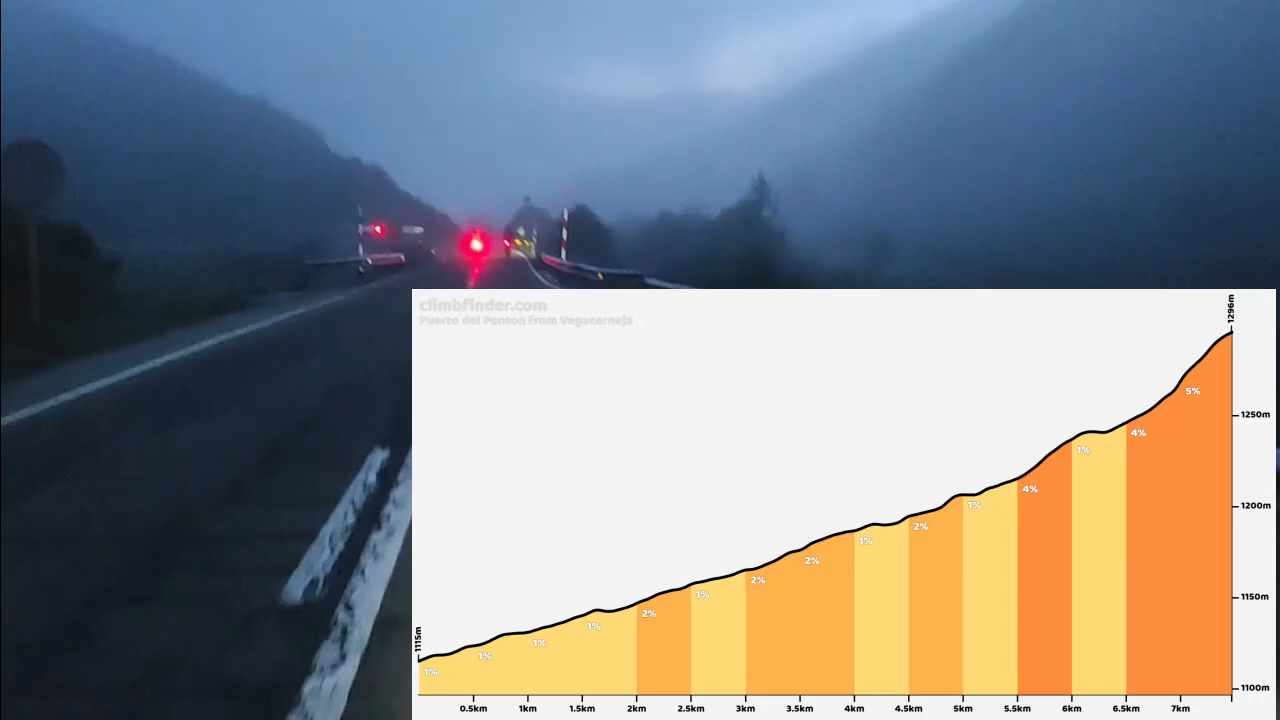 climbfinder.com
Puerto del Ponton from Vegacerneja
1296m
5%
1250m
4%
1%
4%
1200m
1%
2%
1%
2%
2%
1%
2%
1%
1%
1%
1%
1115m
1150m
1100m
0.5km 1km 1.5km 2km 2.5km 3km 3.5km 4km 4.5km 5km 5.5km 6km 6.5km 7km